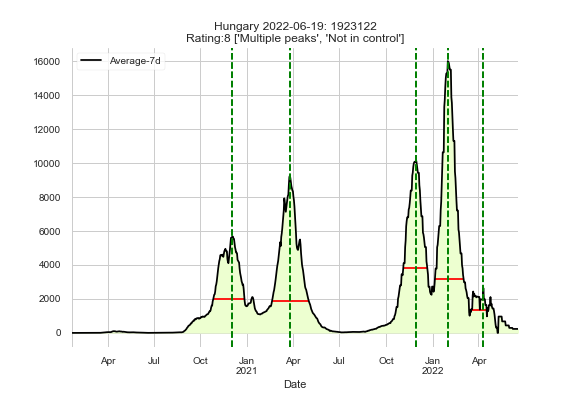 Hungary 2022-06-19: 1923122
Rating:8 ['Multiple peaks', 'Not in control']
Average-7d
16000
14000
12000
10000
8000
6000
4000
2000
0
Apr Jul Oct Jan Apr Jul Oct Jan Apr
2021 2022
Date